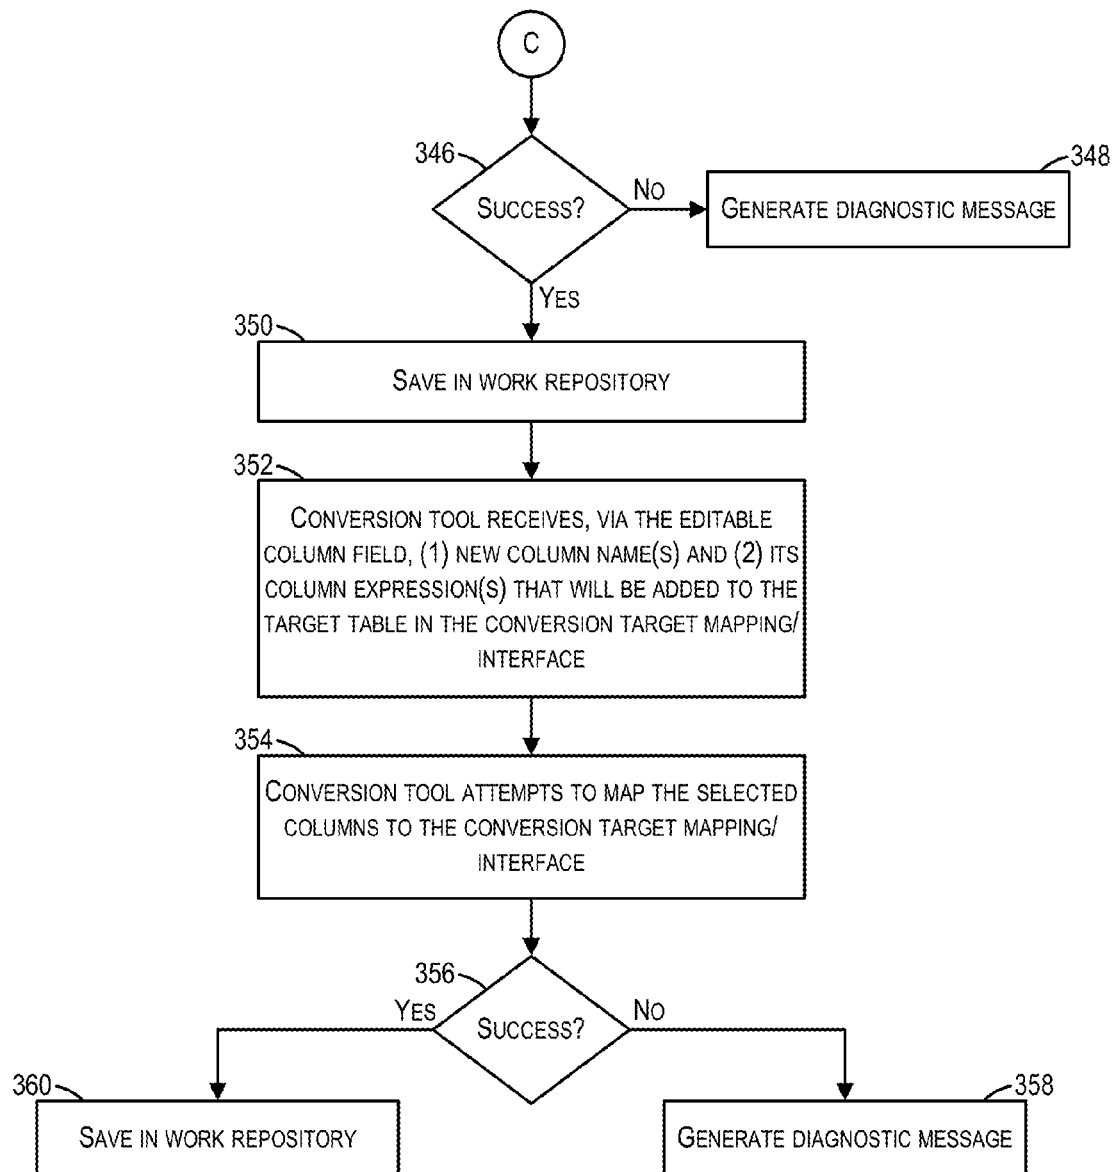 C
346
348
SUCCESS?
NO
GENERATE DIAGNOSTIC MESSAGE
YES
350
SAVE IN WORK REPOSITORY
352
CONVERSION TOOL RECEIVES, VIA THE EDITABLE
COLUMN FIELD, (1) NEW COLUMN NAME(S) AND (2) ITS
COLUMN EXPRESSION(S) THAT WILL BE ADDED TO THE
TARGET TABLE IN THE CONVERSION TARGET MAPPING/
INTERFACE
354
CONVERSION TOOL ATTEMPTS TO MAP THE SELECTED
COLUMNS TO THE CONVERSION TARGET MAPPING/
INTERFACE
356
YES
SUCCESS?
NO
360
358
SAVE IN WORK REPOSITORY
GENERATE DIAGNOSTIC MESSAGE